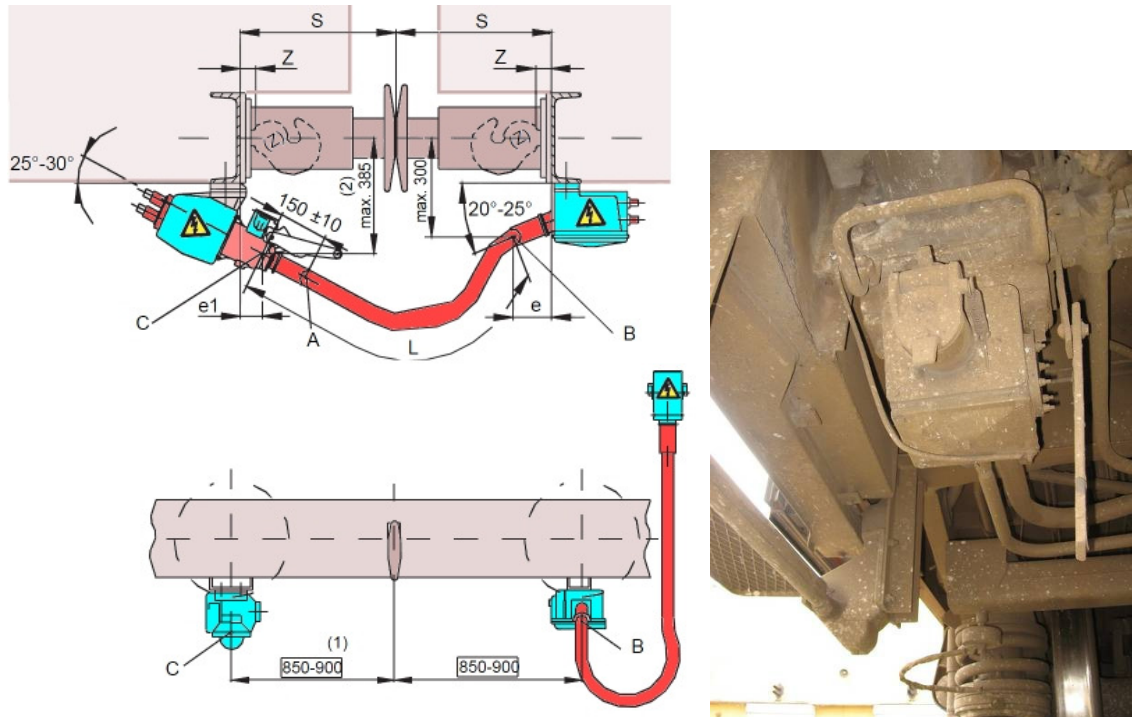 S S
Z Z
25°-30°
(Z) (Z)
(2)
max. 385
max. 300
150 ±10
20°-25°
C e1 A L e B
(1)
C 850-900 850-900 B